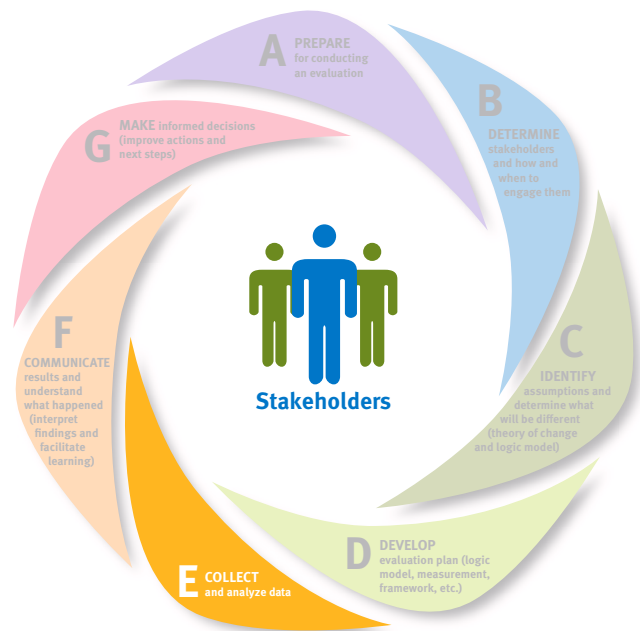 A PREPARE
for conducting
an evaluation
B
DETERMINE
stakeholders
and how and
when to
engage them
C
IDENTIFY
assumptions and
determine what
will be different
(theory of change
and logic model)
D DEVELOP
evaluation plan (logic
model, measurement,
framework, etc.)
E COLLECT
and analyze data
F
COMMUNICATE
results and
understand
what happened
(interpret
findings and
facilitate
learning)
G MAKE informed decisions
(improve actions and
next steps)
Stakeholders